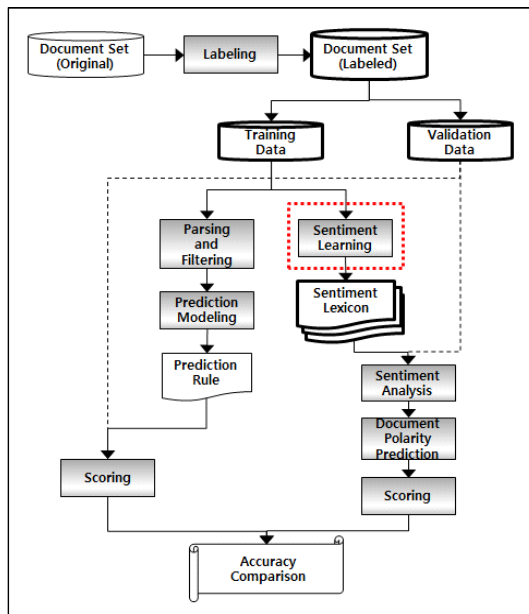 Document Set
(Original)
Labeling
Document Set
(Labeled)
Training
Data
Validation
Data
Parsing
and
Filtering
Sentiment
Learning
Prediction
Modeling
Sentiment
Lexicon
Prediction
Rule
Sentiment
Analysis
Document
Polarity
Prediction
Scoring
Scoring
Accuracy
Comparison